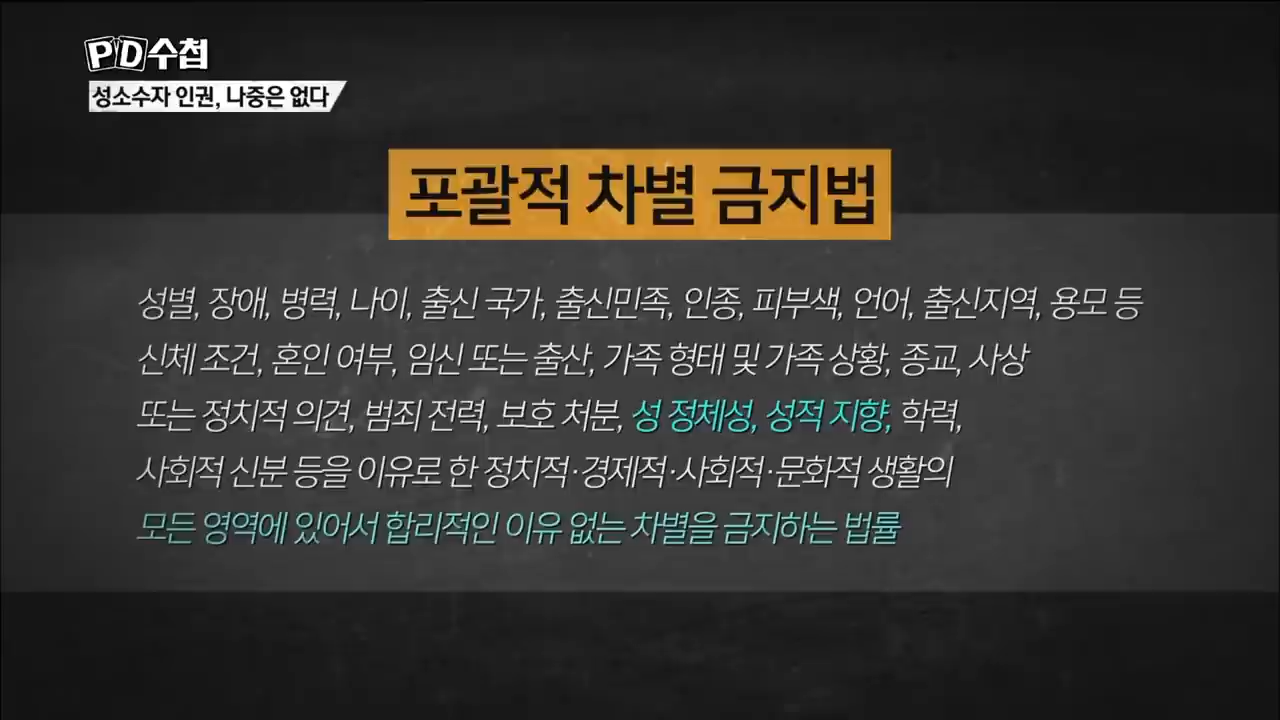 PD수첩
성소수자 인권, 나중은 없다
포괄적 차별 금지법
성별, 장애, 병력, 나이, 출신 국가, 출신민족, 인종, 피부색, 언어, 출신지역, 용모 등
신체 조건, 혼인 여부, 임신 또는 출산, 가족 형태 및 가족 상황, 종교, 사상
또는 정치적 의견, 범죄 전력, 보호 처분, 성 정체성, 성적 지향, 학력,
사회적 신분 등을 이유로 한 정치적·경제적·사회적·문화적 생활의
모든 영역에 있어서 합리적인 이유 없는 차별을 금지하는 법률